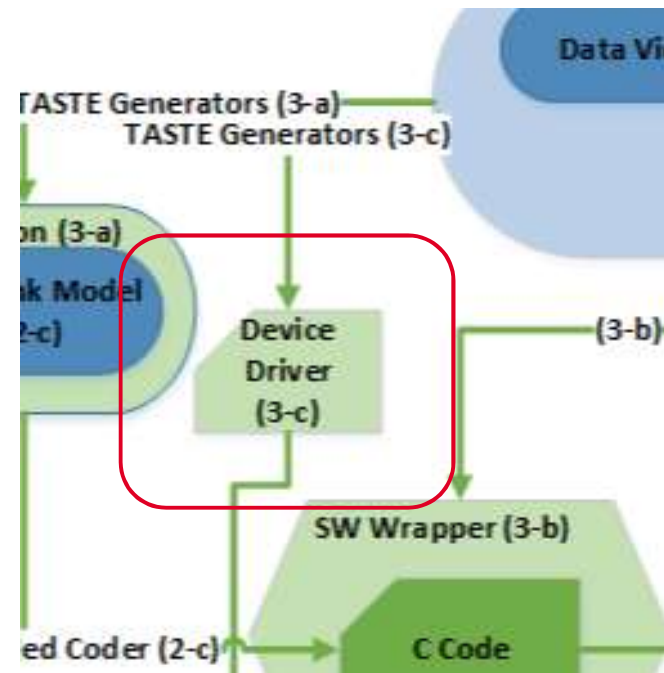 Data Vi
TASTE Generators (3-a)
TASTE Generators (3-c)
on (3-a)
nk Model
2-c)
Device
Driver
(3-c)
(3-b)
SW Wrapper (3-b)
ed Coder (2-c)
C Code